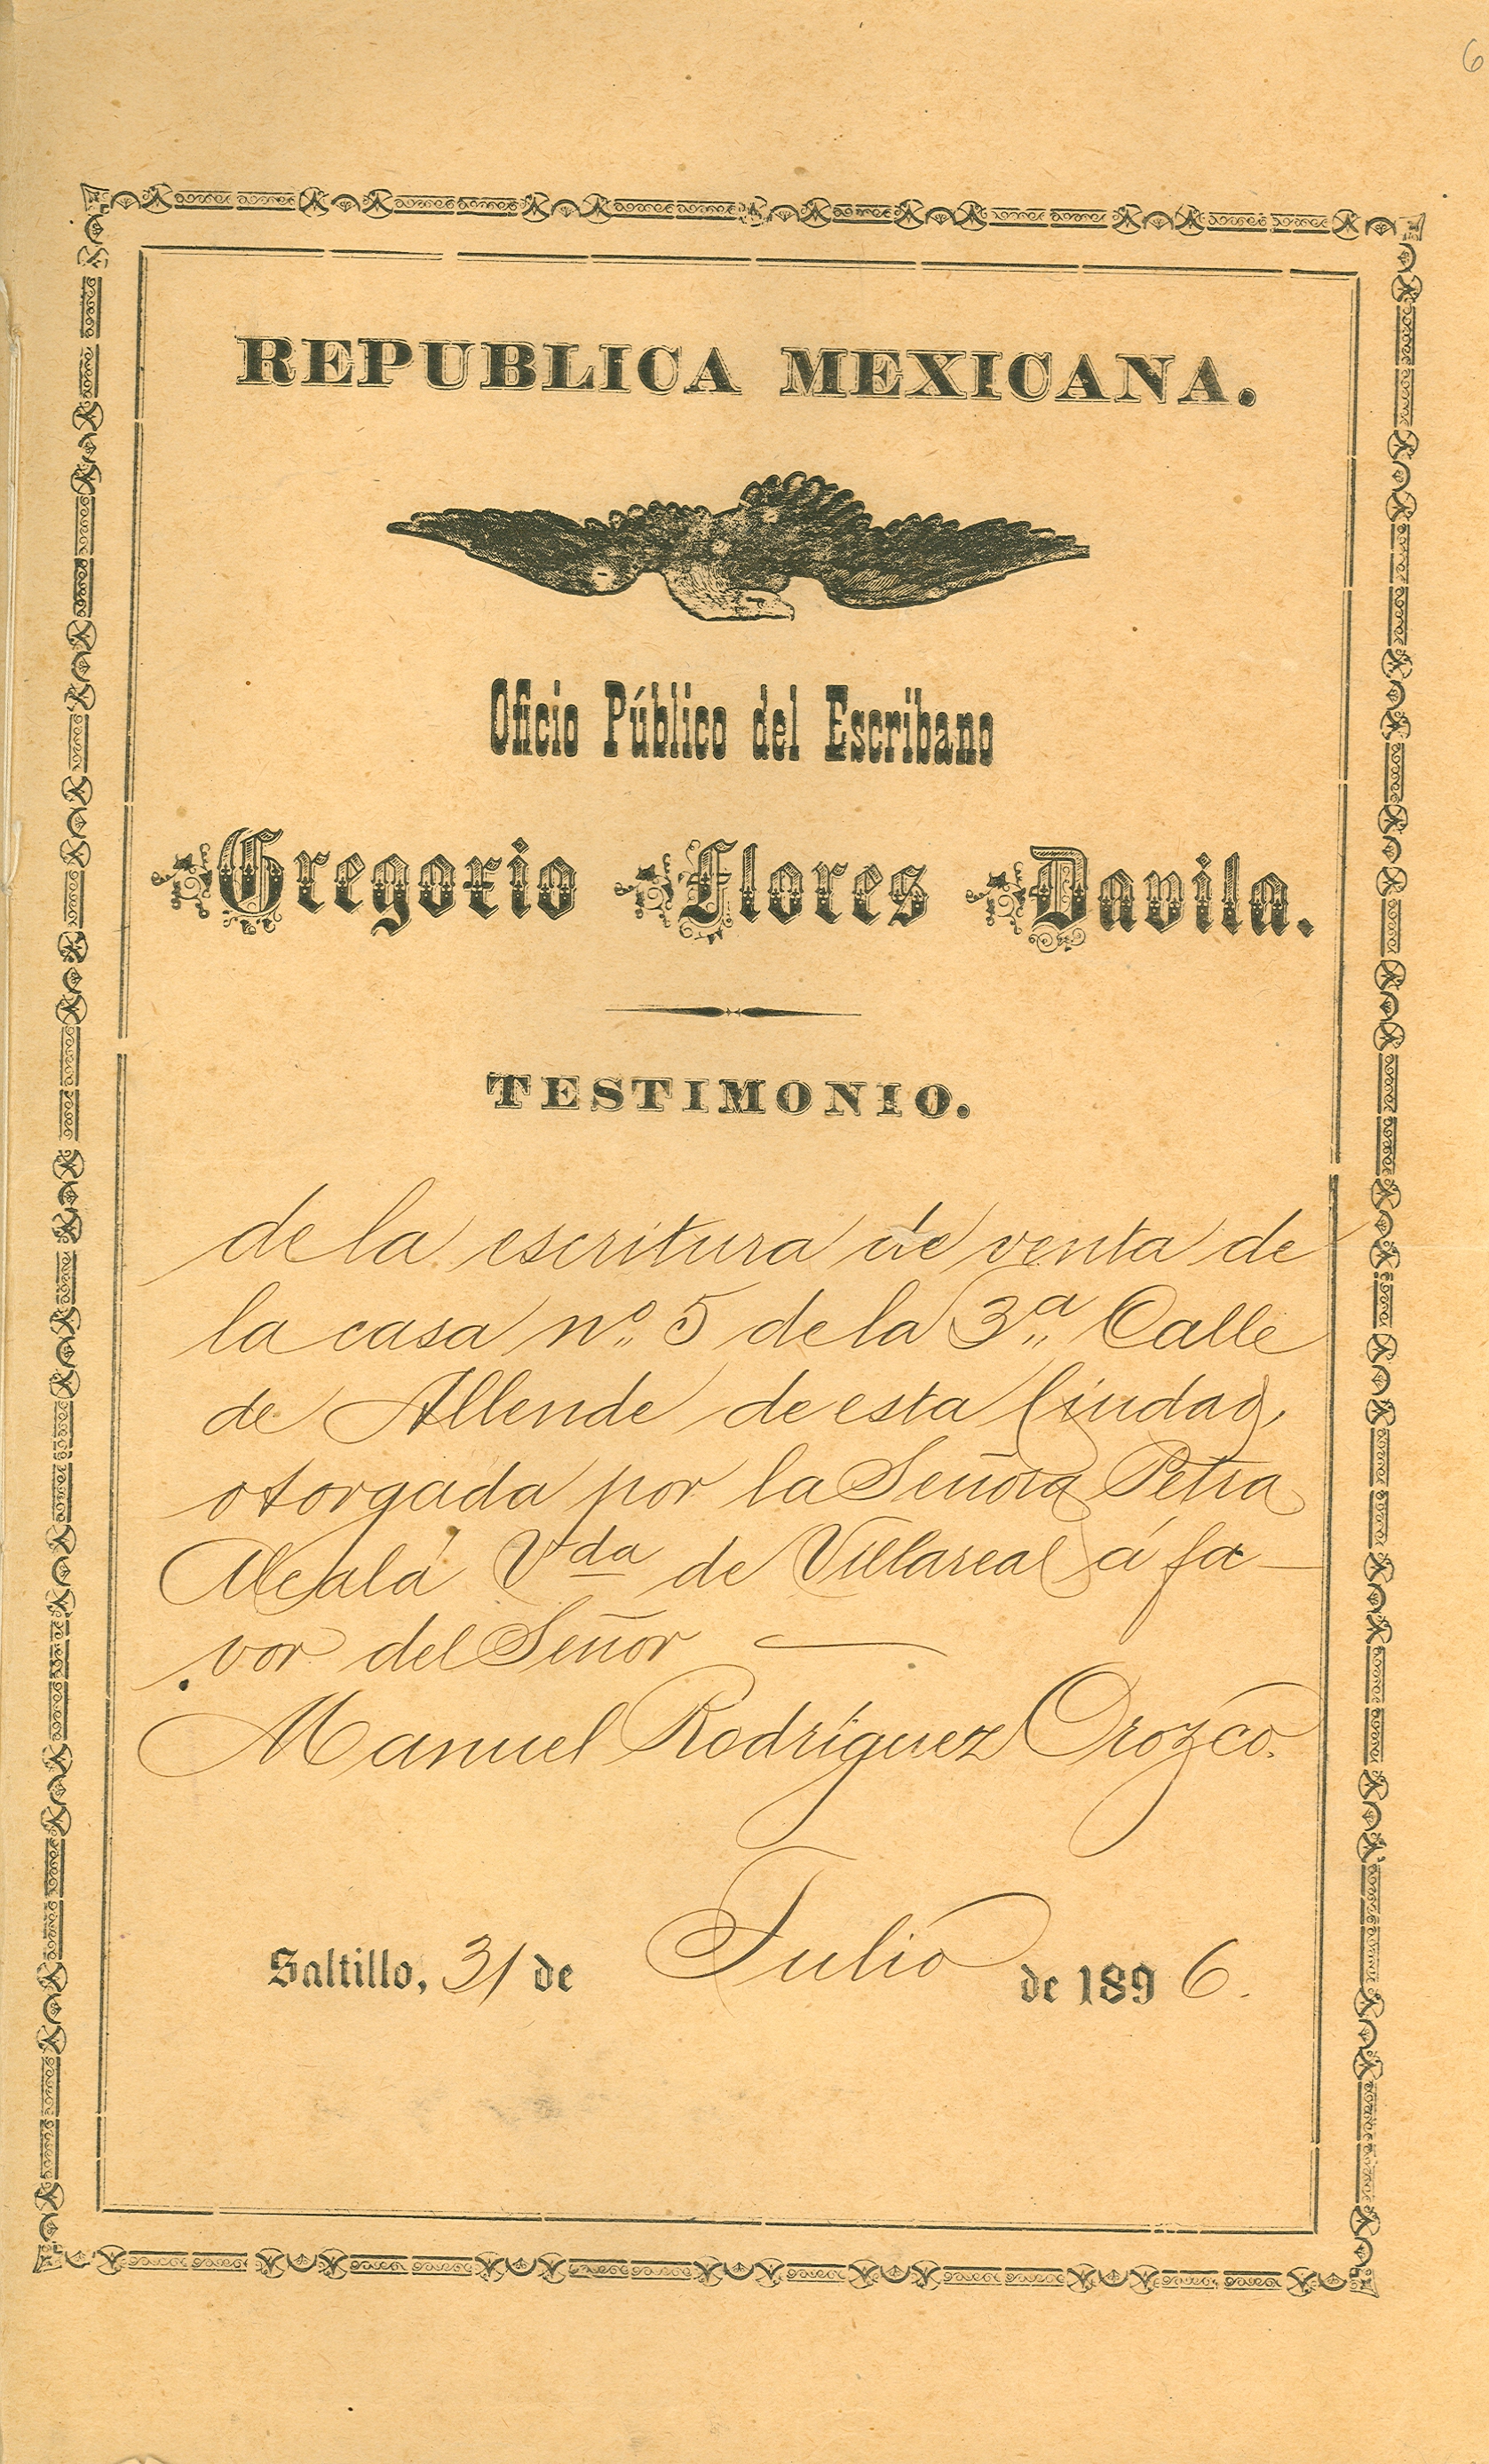 6
REPUBLICA MEXICANA.
Oficio Público del Escribano
Gregorio Flores Davila.
TESTIMONIO.
de la escritura de venta de
la casa nº 5 de la 3ª Calle
de Allende de esta Ciudad,
otorgada por la Señora Petra
Alcalá Vda de Villareal á fa—
vor del Señor —
Manuel Rodríguez Orozco.
Saltillo, 31 de Julio de 1896.